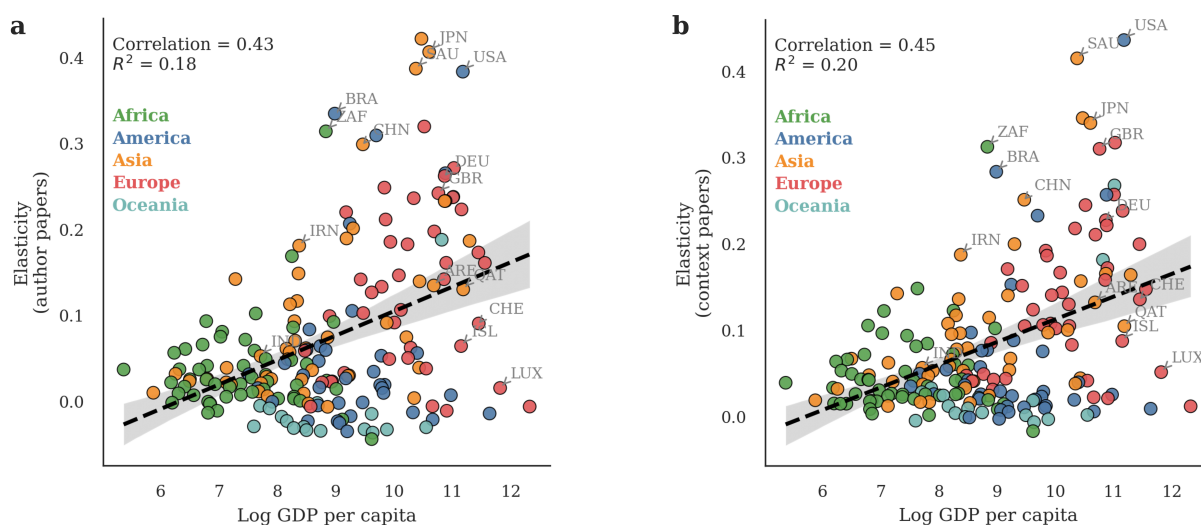 a
Correlation = 0.43
R² = 0.18
Africa
America
Asia
Europe
Oceania
JPN
SAU
USA
BRA
ZAF
CHN
DEU
GBR
IRN
ARE
QAT
CHE
ISL
LUX
0.4
0.3
0.2
0.1
0.0
Elasticity
(author papers)
6 7 8 9 10 11 12
Log GDP per capita
b
Correlation = 0.45
R² = 0.20
Africa
America
Asia
Europe
Oceania
USA
SAU
JPN
GBR
ZAF
BRA
CHN
DEU
IRN
CHE
QAT
ISL
LUX
0.4
0.3
0.2
0.1
0.0
Elasticity
(context papers)
6 7 8 9 10 11 12
Log GDP per capita